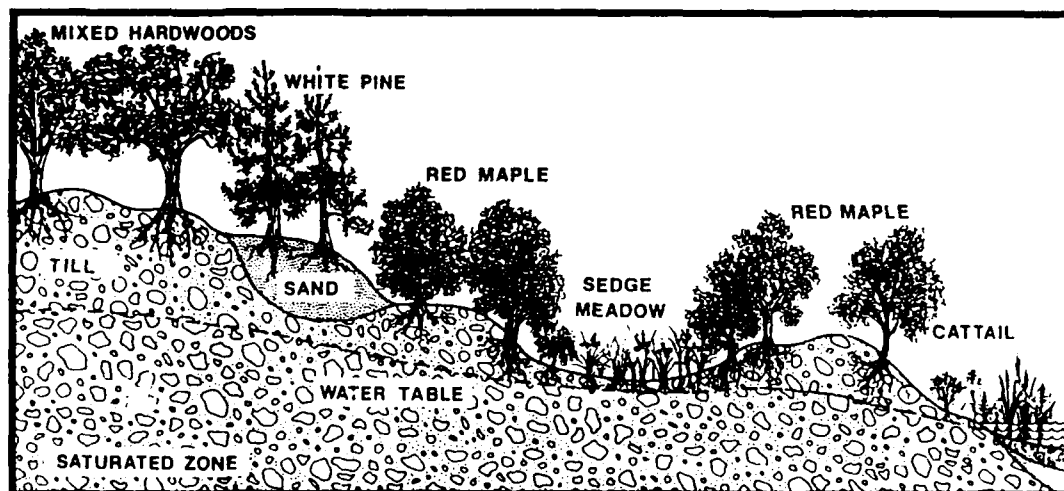 MIXED HARDWOODS
WHITE PINE
RED MAPLE
RED MAPLE
TILL
SAND
SEDGE
MEADOW
CATTAIL
WATER TABLE
SATURATED ZONE